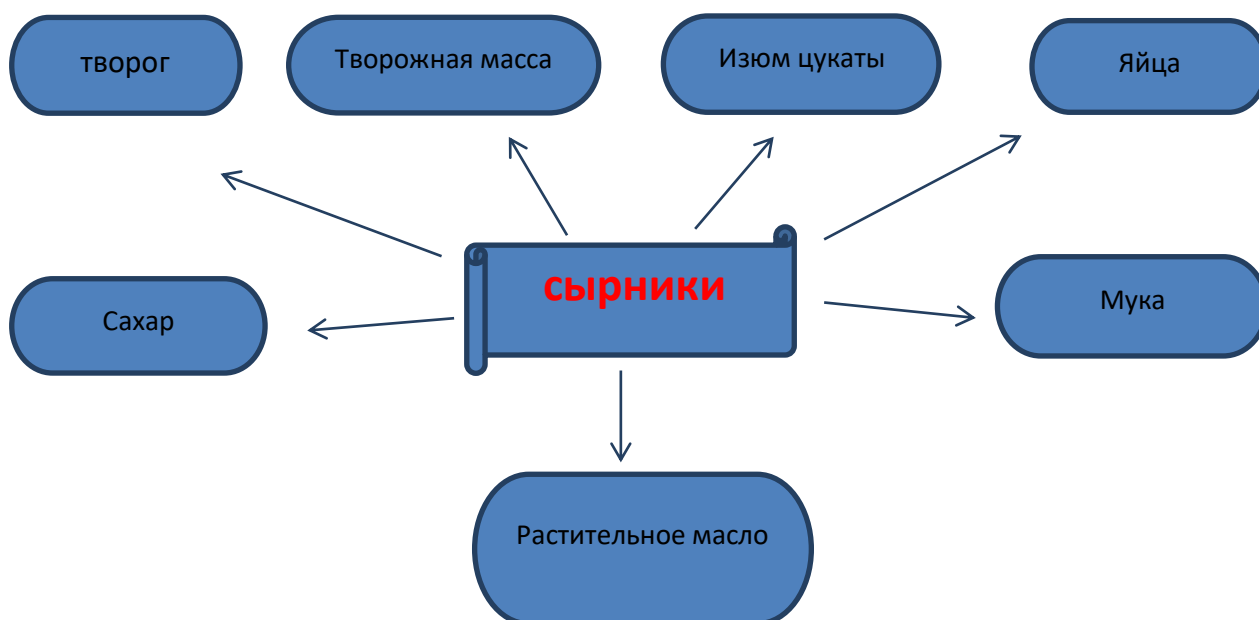 творог
Творожная масса
Изюм цукаты
Яйца
сырники
Сахар
Мука
Растительное масло